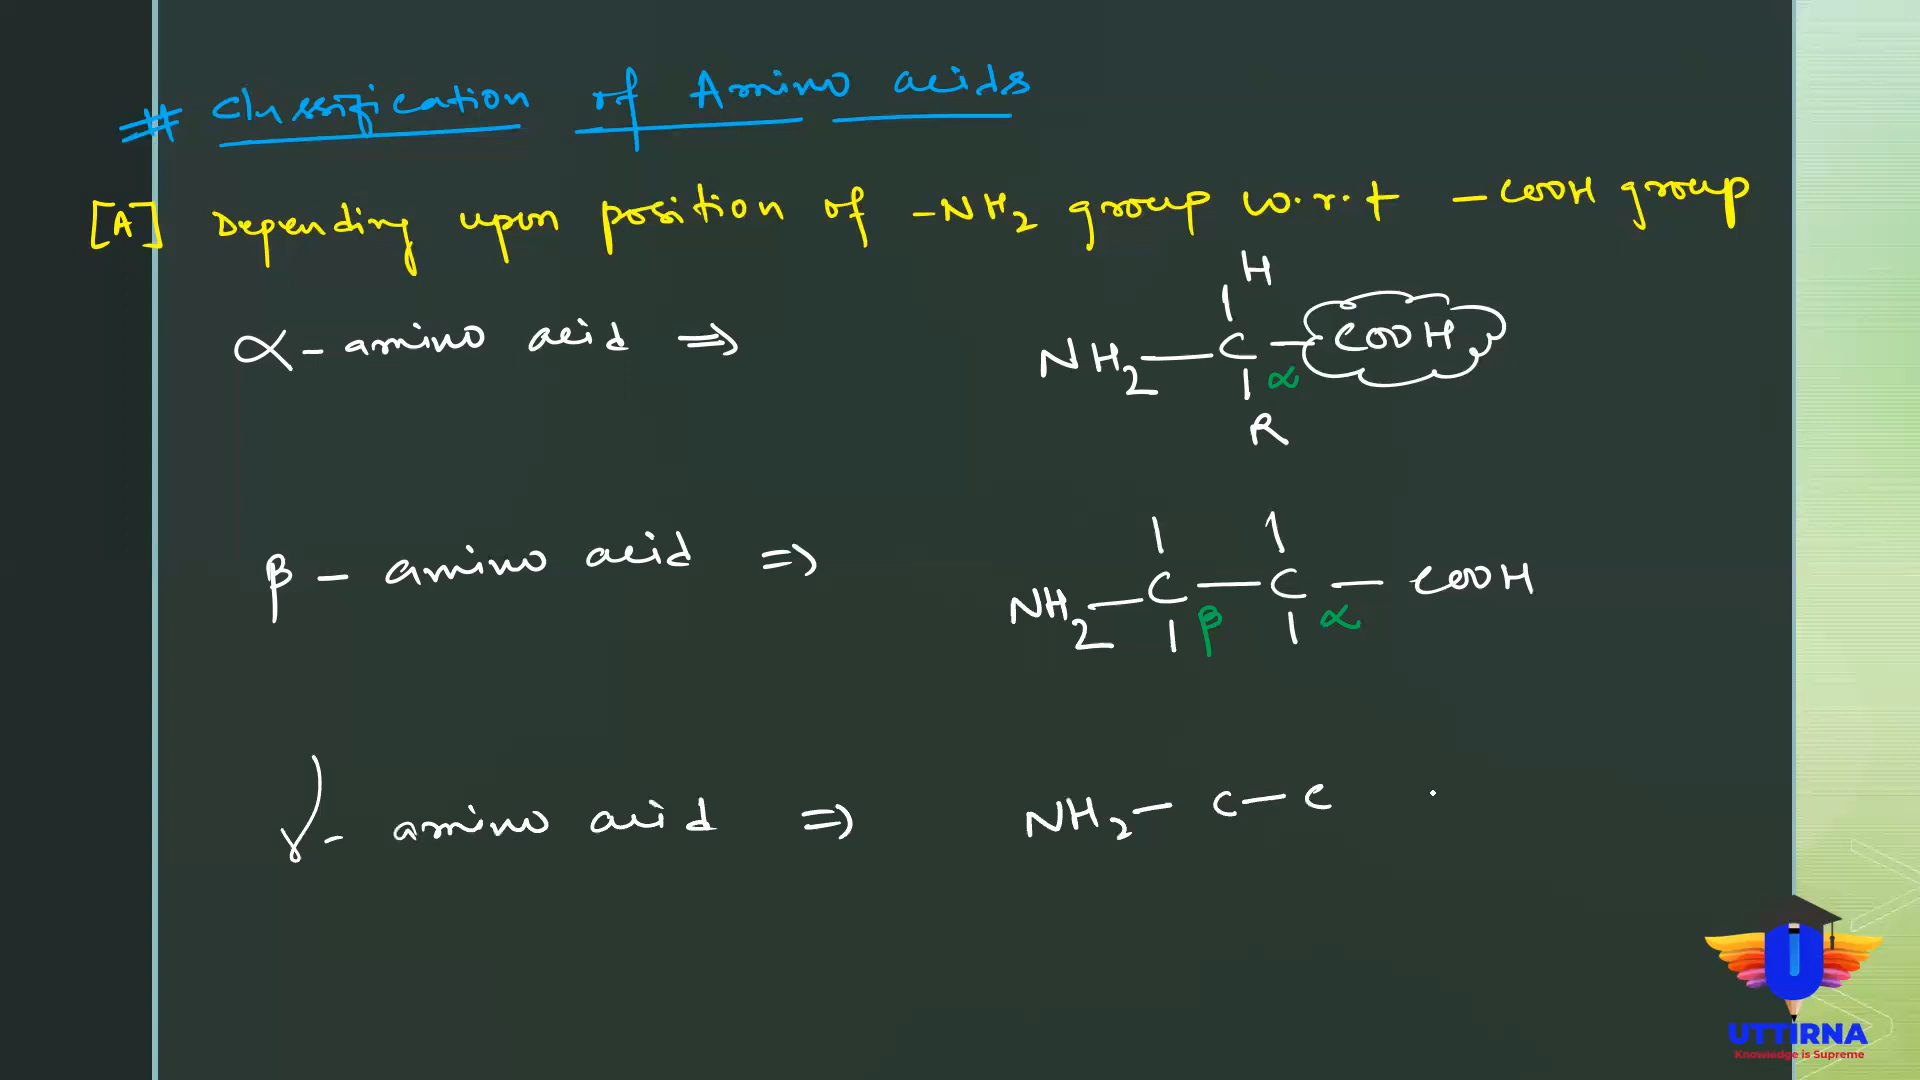 # Classification of Amino acids
[A] Depending upon position of -NH2 group w.r.t -COOH group
H
α- amino acid ⇒ NH2 — C — COOH
α
R
β - amino acid ⇒ NH2 — C — C — COOH
β α
γ- amino acid ⇒ NH2 — C — C
U
UTTIRNA
Knowledge is Supreme